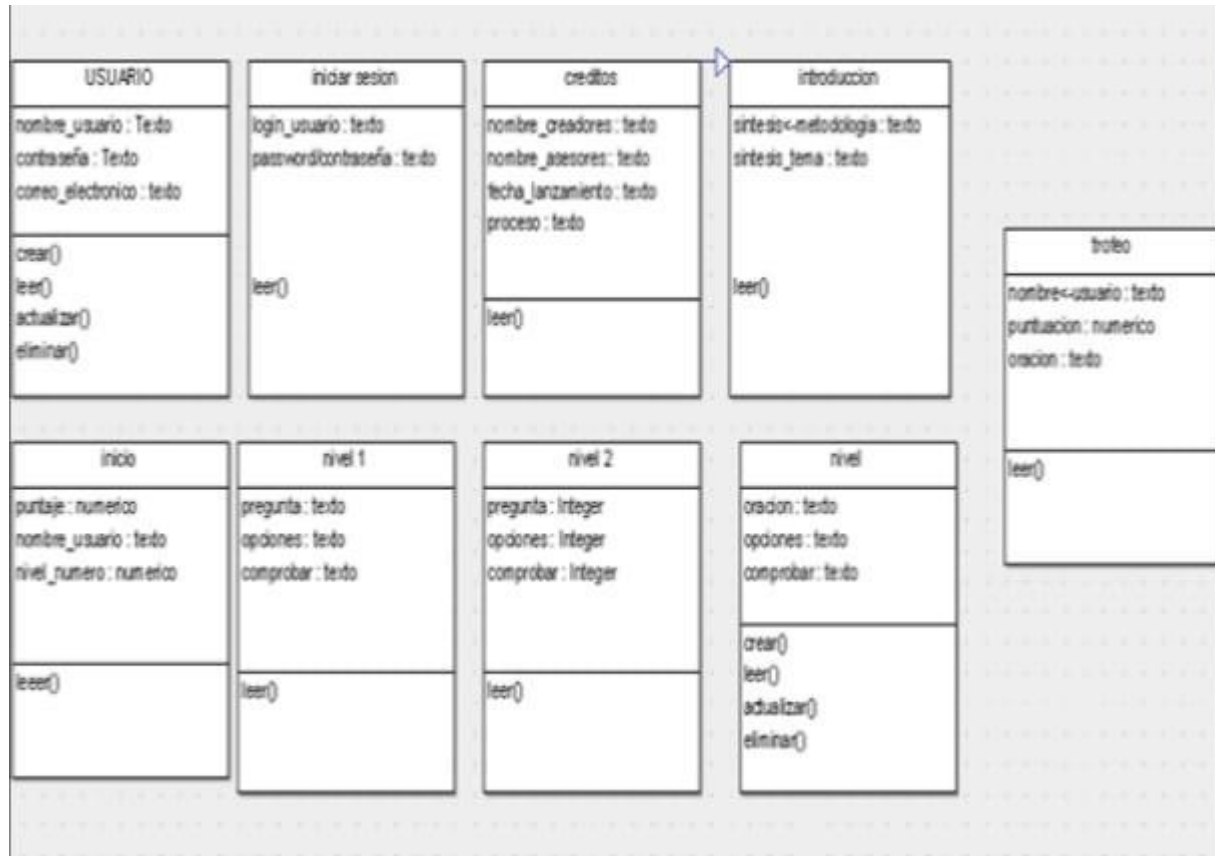 USUARIO
nombre_usuario : Texto
contraseña : Texto
correo_electronico : texto
crear()
leer()
actualizar()
eliminar()
iniciar sesion
login_usuario : texto
password/contraseña : texto
leer()
creditos
nombre_creadores : texto
nombre_asesores : texto
fecha_lanzamiento : texto
proceso : texto
leer()
introduccion
sintesis<-metodologia : texto
sintesis_tema : texto
leer()
trofeo
nombre<-usuario : texto
puntuacion : numerico
oracion : texto
leer()
inicio
puntaje : numerico
nombre_usuario : texto
nivel_numero : numerico
leeer()
nivel 1
pregunta : texto
opciones : texto
comprobar : texto
leer()
nivel 2
pregunta : Integer
opciones : Integer
comprobar : Integer
leer()
nivel
oracion : texto
opciones : texto
comprobar : texto
crear()
leer()
actualizar()
eliminar()